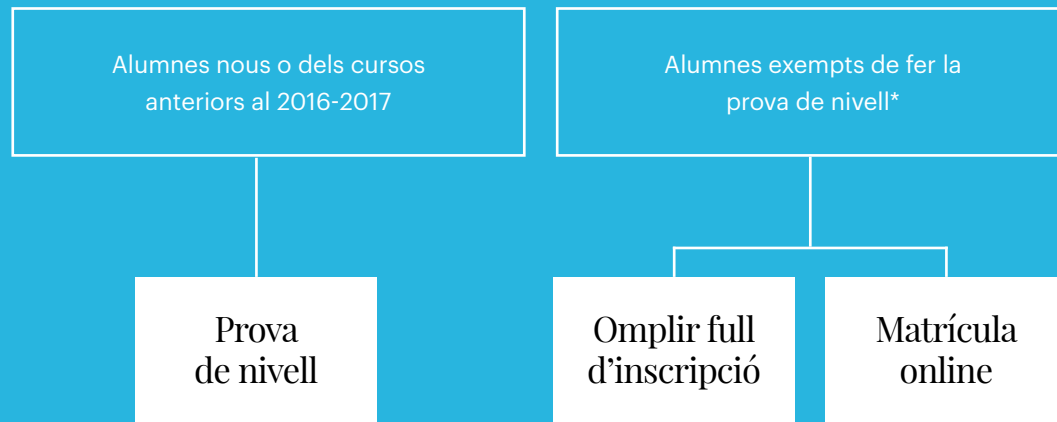 Alumnes nous o dels cursos
anteriors al 2016-2017
Alumnes exempts de fer la
prova de nivell*
Prova
de nivell
Omplir full
d’inscripció
Matrícula
online